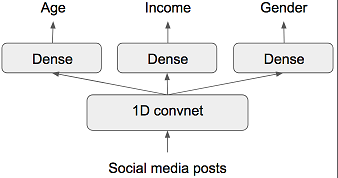 Age Income Gender
Dense Dense Dense
1D convnet
Social media posts